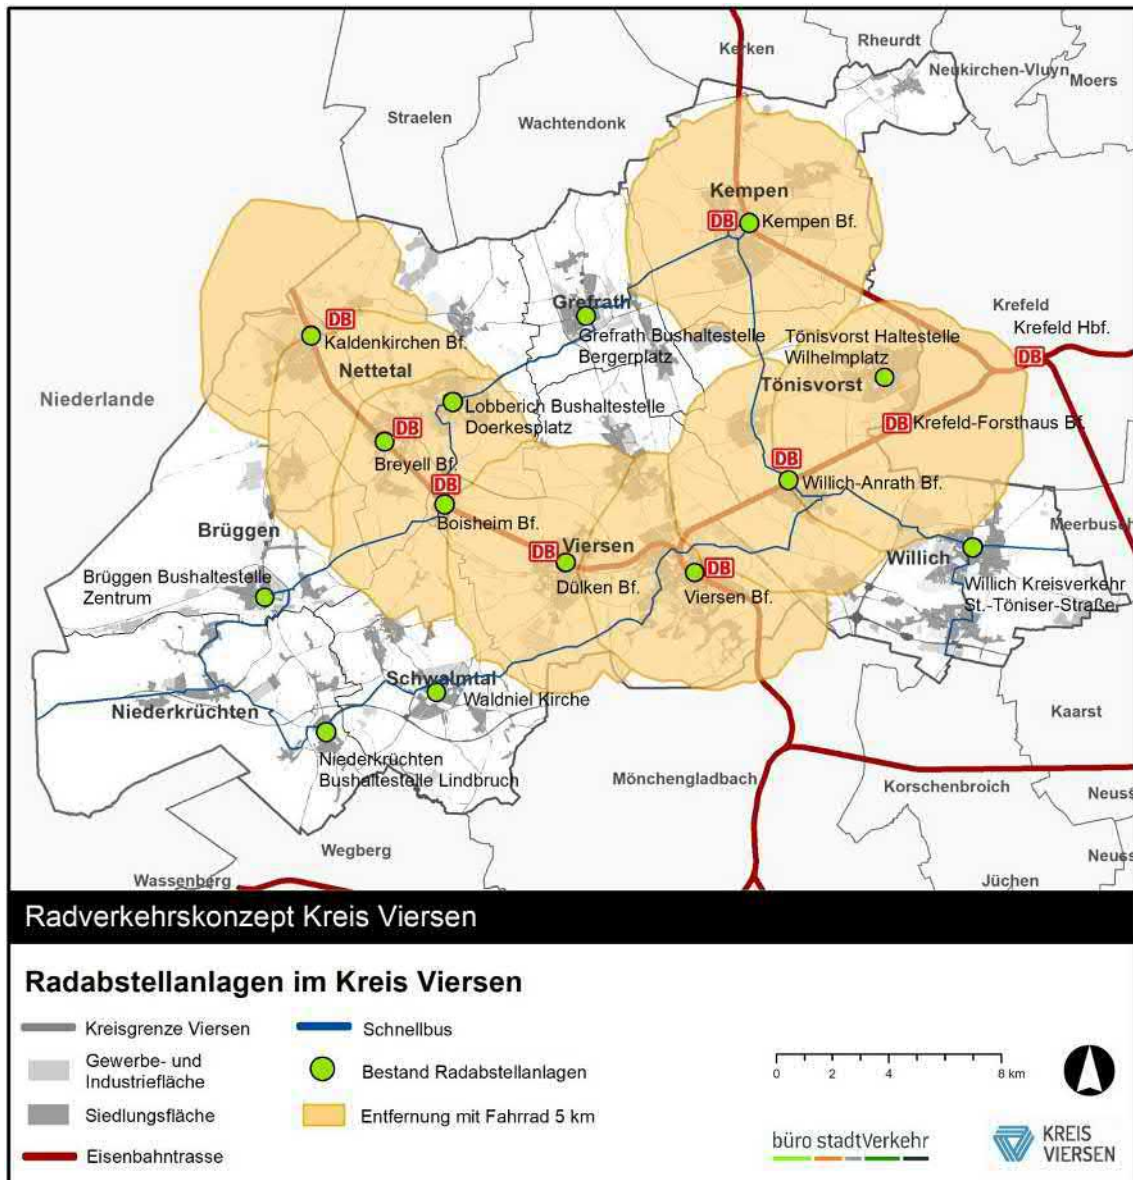 Kerken
Rheurdt
Neukirchen-Vluyn
Moers
Straelen
Wachtendonk
Kempen
DB
Kempen Bf.
Grefrath
Krefeld
DB
Kaldenkirchen Bf.
Grefrath Bushaltestelle
Bergerplatz
Tönisvorst Haltestelle
Wilhelmplatz
Krefeld Hbf.
DB
Nettetal
Tönisvorst
Niederlande
Lobberich Bushaltestelle
Doerkesplatz
DB
Breyell Bf.
DB
Krefeld-Forsthaus Bf.
DB
Boisheim Bf.
DB
Willich-Anrath Bf.
Meerbusch
Brüggen
Viersen
DB
Dülken Bf.
DB
Viersen Bf.
Willich
Willich Kreisverkehr
St.-Töniser-Straße
Brüggen Bushaltestelle
Zentrum
Schwalmtal
Waldniel Kirche
Niederkrüchten
Kaarst
Niederkrüchten
Bushaltestelle Lindbruch
Mönchengladbach
Korschenbroich
Neuss
Wegberg
Neuss
Wassenberg
Jüchen
Radverkehrskonzept Kreis Viersen
Radabstellanlagen im Kreis Viersen
Kreisgrenze Viersen
Gewerbe- und
Industriefläche
Siedlungsfläche
Eisenbahntrasse
Schnellbus
Bestand Radabstellanlagen
Entfernung mit Fahrrad 5 km
0 2 4 8 km
büro stadtVerkehr
KREIS
VIERSEN